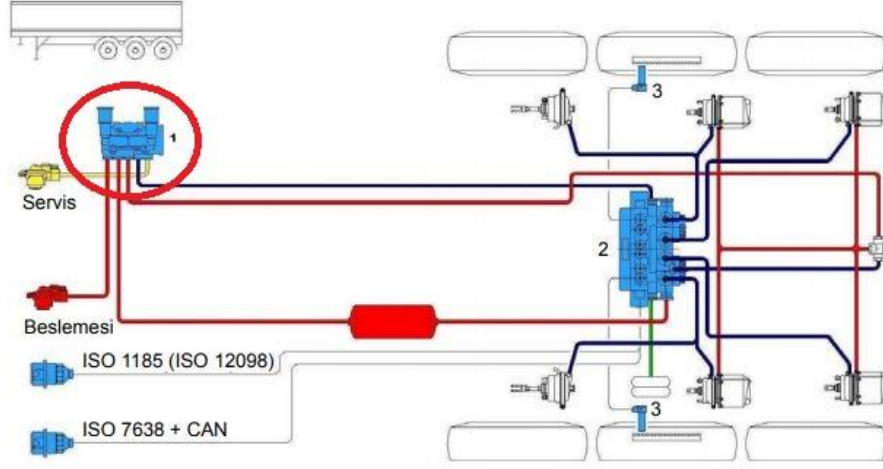 1
3
Servis
2
Beslemesi
ISO 1185 (ISO 12098)
3
ISO 7638 + CAN